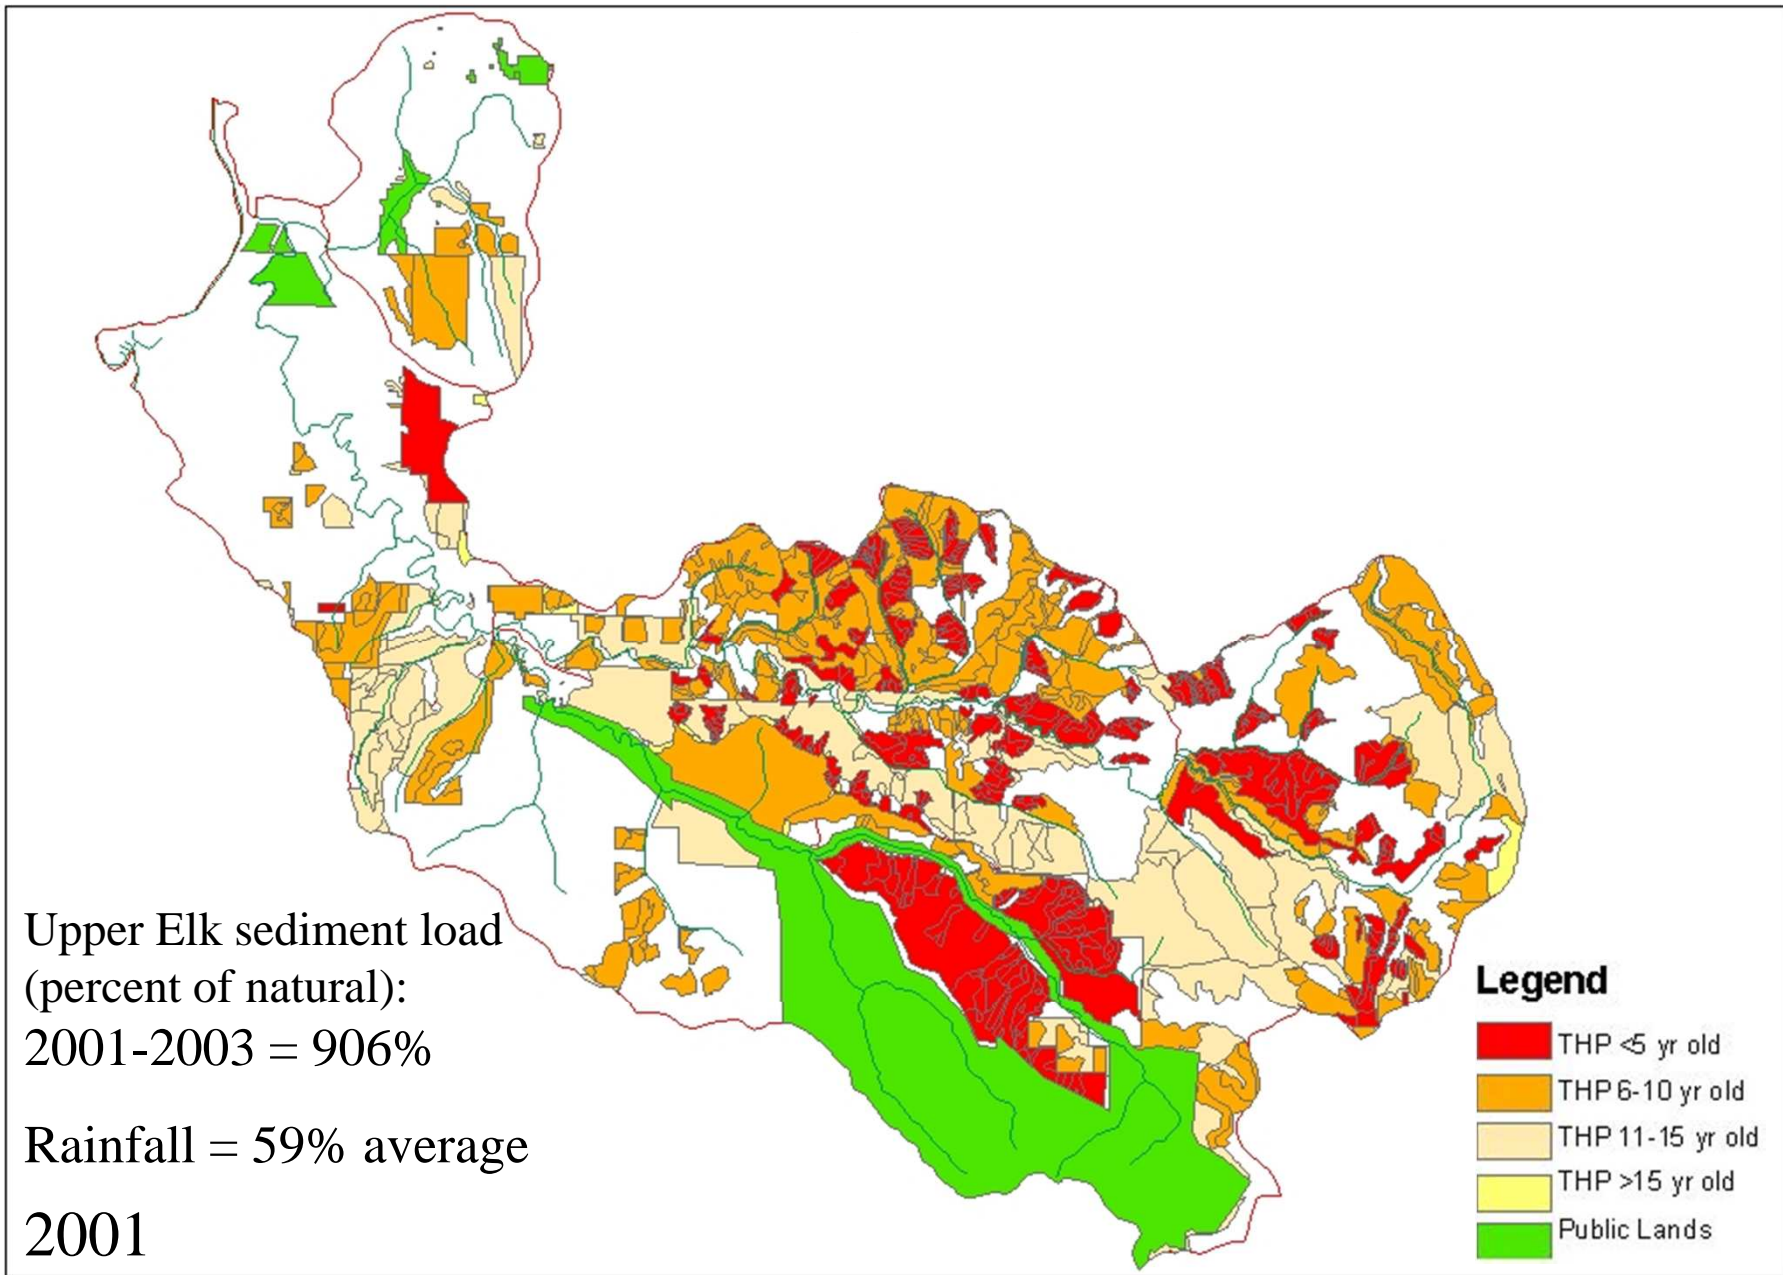 Upper Elk sediment load
(percent of natural):
2001-2003 = 906%
Rainfall = 59% average
2001
Legend
THP <5 yr old
THP 6-10 yr old
THP 11-15 yr old
THP >15 yr old
Public Lands